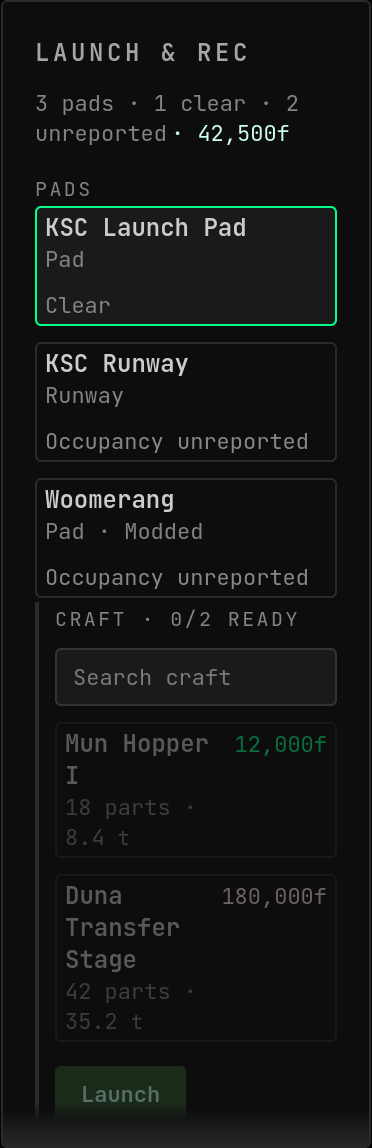 LAUNCH & REC
3 pads · 1 clear · 2
unreported · 42,500f
PADS
KSC Launch Pad
Pad
Clear
KSC Runway
Runway
Occupancy unreported
Woomerang
Pad · Modded
Occupancy unreported
CRAFT · 0/2 READY
Search craft
Mun Hopper 12,000f
I
18 parts ·
8.4 t
Duna 180,000f
Transfer
Stage
42 parts ·
35.2 t
Launch